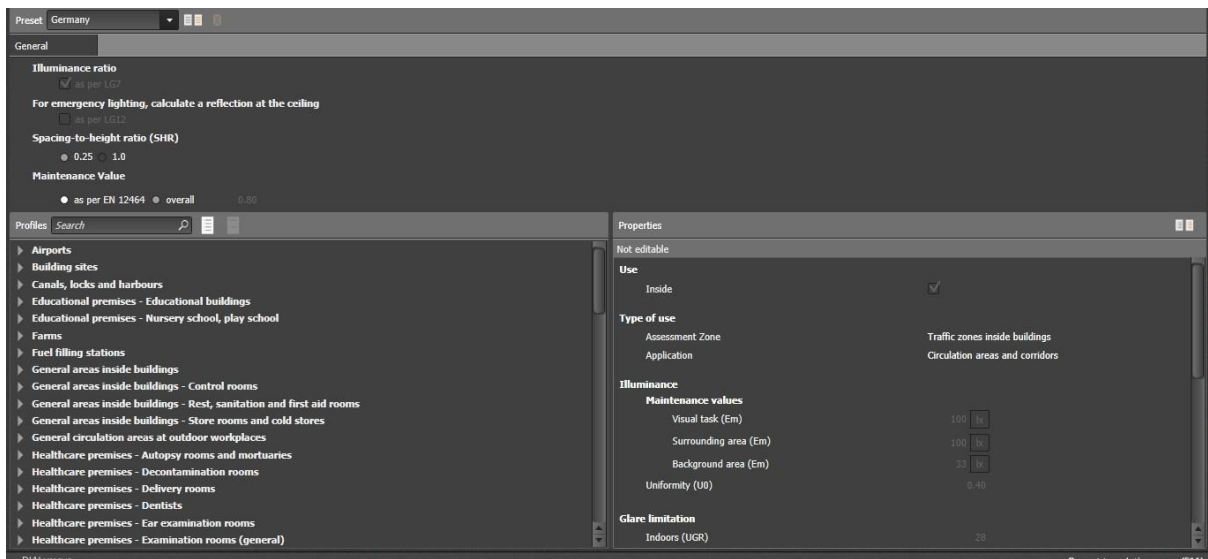 Preset Germany
General
Illuminance ratio
as per LG7
For emergency lighting, calculate a reflection at the ceiling
as per LG12
Spacing-to-height ratio (SHR)
0.25 1.0
Maintenance Value
as per EN 12464 overall 0.80
Profiles Search
Airports
Building sites
Canals, locks and harbours
Educational premises - Educational buildings
Educational premises - Nursery school, play school
Farms
Fuel filling stations
General areas inside buildings
General areas inside buildings - Control rooms
General areas inside buildings - Rest, sanitation and first aid rooms
General areas inside buildings - Store rooms and cold stores
General circulation areas at outdoor workplaces
Healthcare premises - Autopsy rooms and mortuaries
Healthcare premises - Decontamination rooms
Healthcare premises - Delivery rooms
Healthcare premises - Dentists
Healthcare premises - Ear examination rooms
Healthcare premises - Examination rooms (general)
Properties
Not editable
Use
Inside
Type of use
Assessment Zone Traffic zones inside buildings
Application Circulation areas and corridors
Illuminance
Maintenance values
Visual task (Em) 100 lx
Surrounding area (Em) 100 lx
Background area (Em) 33 lx
Uniformity (U0) 0.40
Glare limitation
Indoors (UGR) 28